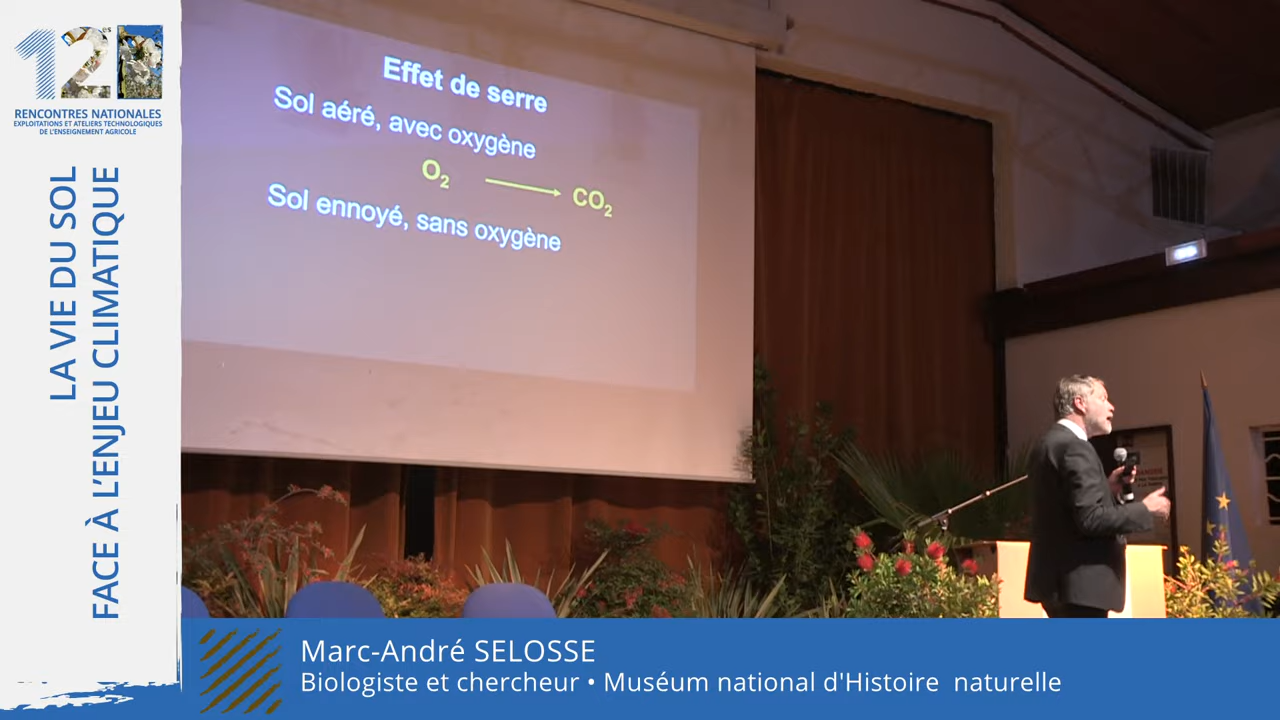 12es
RENCONTRES NATIONALES
EXPLOITATIONS ET ATELIERS TECHNOLOGIQUES
DE L'ENSEIGNEMENT AGRICOLE
LA VIE DU SOL
FACE À L'ENJEU CLIMATIQUE
Effet de serre
Sol aéré, avec oxygène
O₂ → CO₂
Sol ennoyé, sans oxygène
Marc-André SELOSSE
Biologiste et chercheur • Muséum national d'Histoire naturelle